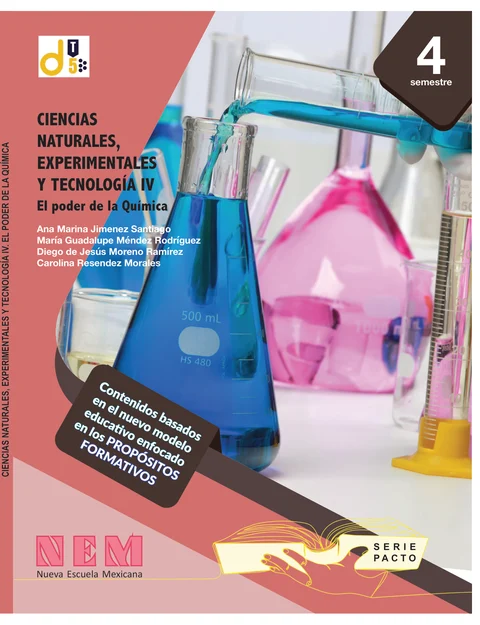 CIENCIAS NATURALES, EXPERIMENTALES Y TECNOLOGÍA IV. EL PODER DE LA QUÍMICA
d
T
5
4
semestre
CIENCIAS
NATURALES,
EXPERIMENTALES
Y TECNOLOGÍA IV
El poder de la Química
Ana Marina Jimenez Santiago
María Guadalupe Méndez Rodríguez
Diego de Jesús Moreno Ramírez
Carolina Resendez Morales
500 mL
HS 480
1000 mL
Contenidos basados
en el nuevo modelo
educativo enfocado
en los PROPÓSITOS
FORMATIVOS
NEM
Nueva Escuela Mexicana
SERIE
PACTO